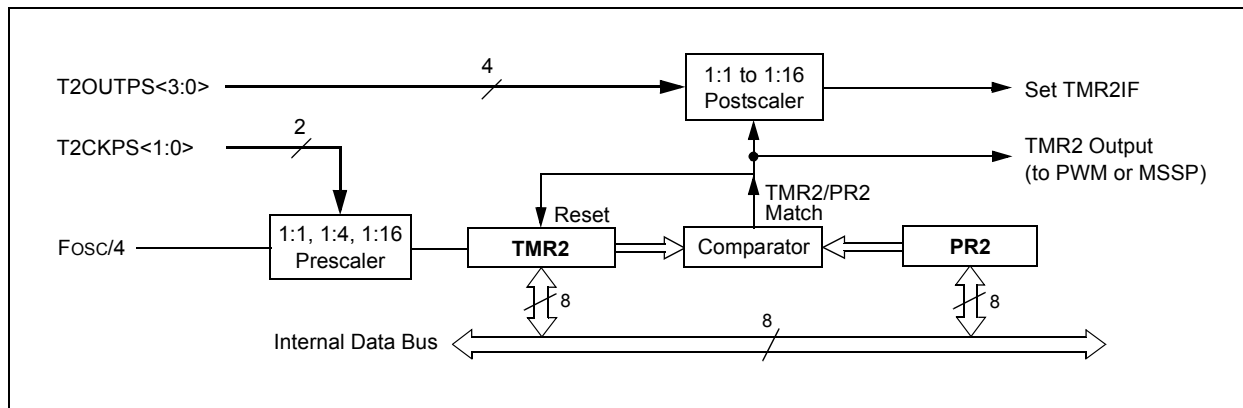 T2OUTPS<3:0>
4
1:1 to 1:16
Postscaler
Set TMR2IF
T2CKPS<1:0>
2
TMR2 Output
(to PWM or MSSP)
TMR2/PR2
Match
Reset
FOSC/4
1:1, 1:4, 1:16
Prescaler
TMR2
Comparator
PR2
8
8
Internal Data Bus
8